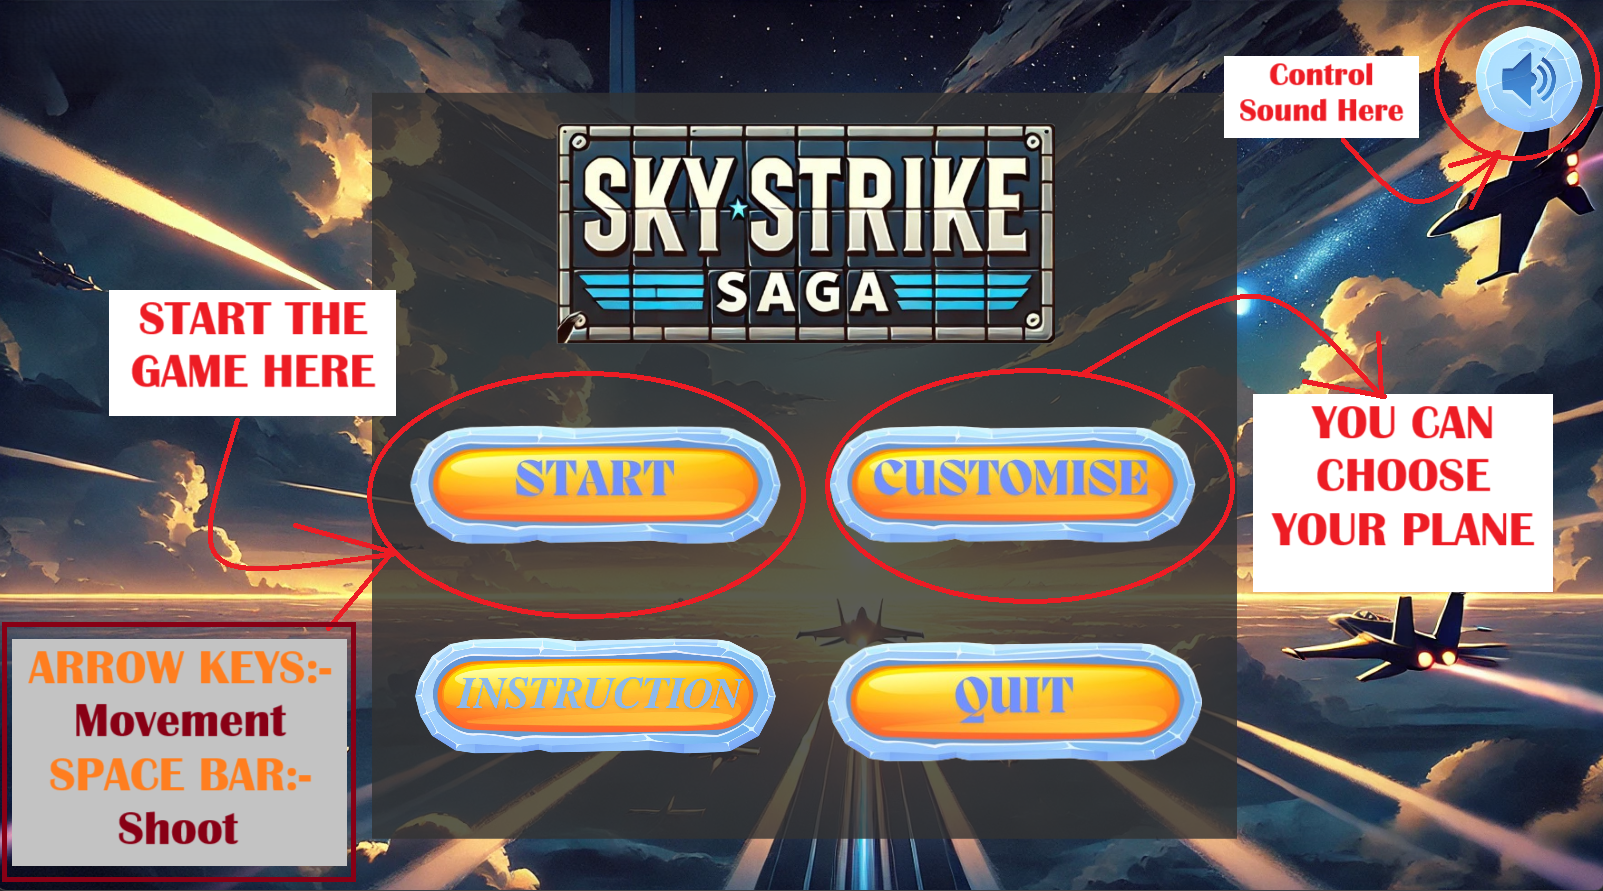 Control
Sound Here
SKY STRIKE
SAGA
START THE
GAME HERE
YOU CAN
CHOOSE
YOUR PLANE
START
CUSTOMISE
INSTRUCTION
QUIT
ARROW KEYS:-
Movement
SPACE BAR:-
Shoot